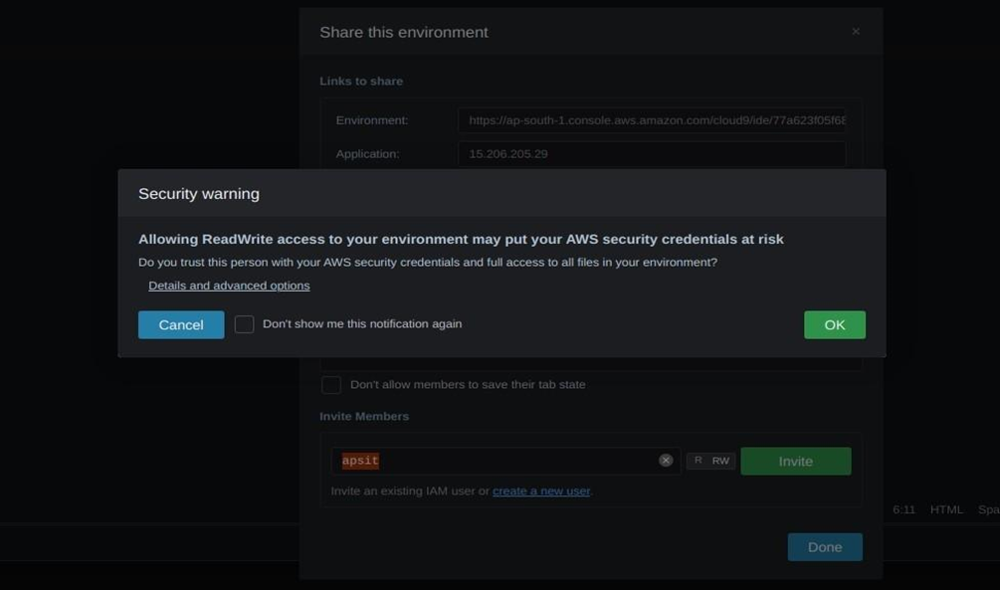 Share this environment
×
Links to share
Environment: https://ap-south-1.console.aws.amazon.com/cloud9/ide/77a623f05f68
Application: 15.206.205.29
Security warning
Allowing ReadWrite access to your environment may put your AWS security credentials at risk
Do you trust this person with your AWS security credentials and full access to all files in your environment?
Details and advanced options
Cancel Don't show me this notification again OK
Don't allow members to save their tab state
Invite Members
apsit R RW Invite
Invite an existing IAM user or create a new user.
6:11 HTML Spa
Done